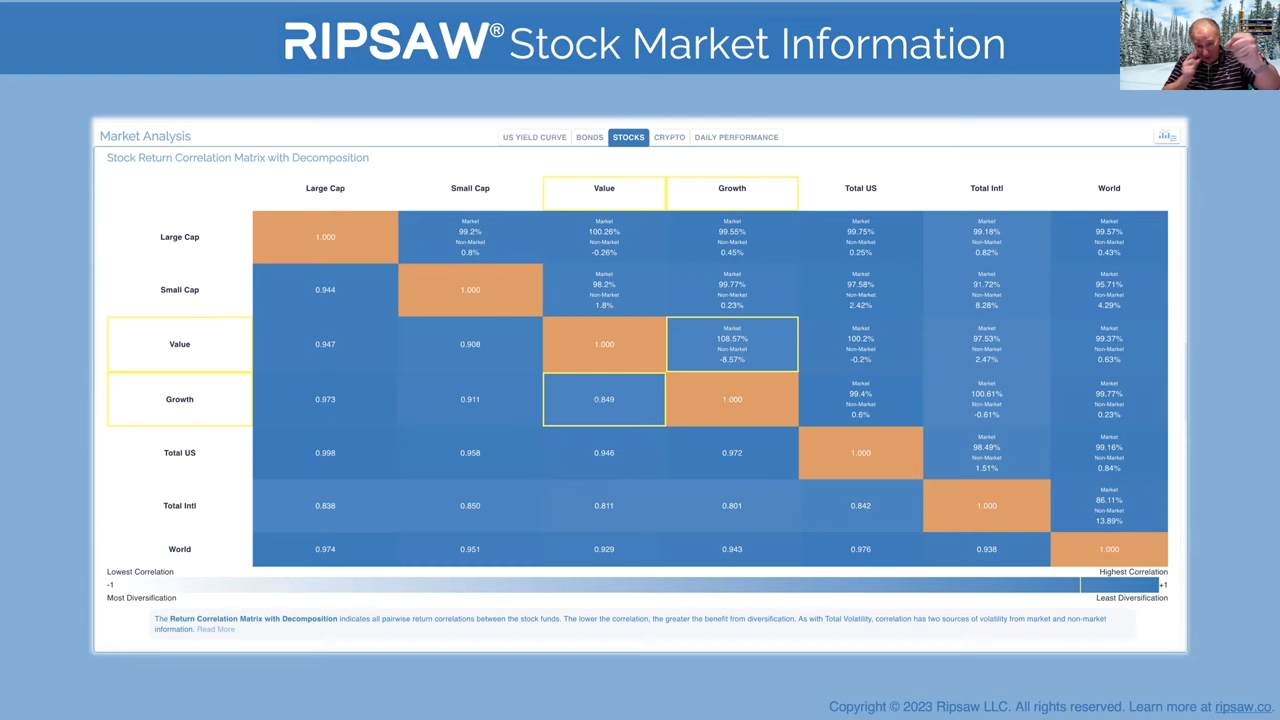 RIPSAW® Stock Market Information
Market Analysis
US YIELD CURVE BONDS STOCKS CRYPTO DAILY PERFORMANCE
Stock Return Correlation Matrix with Decomposition
Large Cap Small Cap Value Growth Total US Total Intl World
Large Cap
1.000
Market
99.2%
Non-Market
0.8%
Market
100.26%
Non-Market
-0.26%
Market
99.55%
Non-Market
0.45%
Market
99.75%
Non-Market
0.25%
Market
99.18%
Non-Market
0.82%
Market
99.57%
Non-Market
0.43%
Small Cap
0.944
1.000
Market
98.2%
Non-Market
1.8%
Market
99.77%
Non-Market
0.23%
Market
97.58%
Non-Market
2.42%
Market
91.72%
Non-Market
8.28%
Market
95.71%
Non-Market
4.29%
Value
0.947
0.908
1.000
Market
108.57%
Non-Market
-8.57%
Market
100.2%
Non-Market
-0.2%
Market
97.53%
Non-Market
2.47%
Market
99.37%
Non-Market
0.63%
Growth
0.973
0.911
0.849
1.000
Market
99.4%
Non-Market
0.6%
Market
100.61%
Non-Market
-0.61%
Market
99.77%
Non-Market
0.23%
Total US
0.998
0.958
0.946
0.972
1.000
Market
98.49%
Non-Market
1.51%
Market
99.16%
Non-Market
0.84%
Total Intl
0.838
0.850
0.811
0.801
0.842
1.000
Market
86.11%
Non-Market
13.89%
World
0.974
0.951
0.929
0.943
0.976
0.938
1.000
Lowest Correlation Highest Correlation
-1 +1
Most Diversification Least Diversification
The Return Correlation Matrix with Decomposition indicates all pairwise return correlations between the stock funds. The lower the correlation, the greater the benefit from diversification. As with Total Volatility, correlation has two sources of volatility from market and non-market
information. Read More
Copyright © 2023 Ripsaw LLC. All rights reserved. Learn more at ripsaw.co.